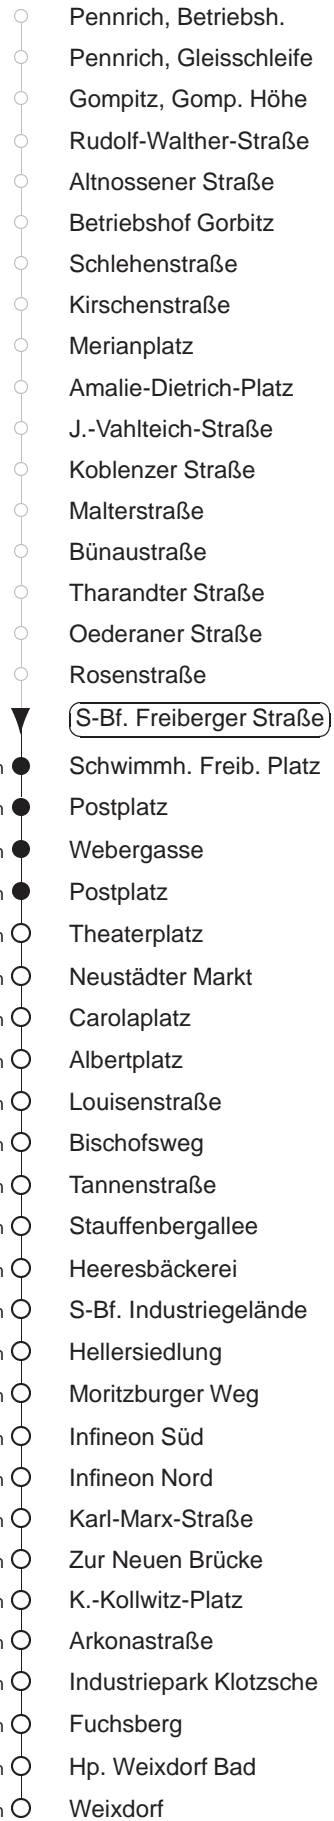 Pennrich, Betriebsh.
Pennrich, Gleisschleife
Gompitz, Gomp. Höhe
Rudolf-Walther-Straße
Altnossener Straße
Betriebshof Gorbitz
Schlehenstraße
Kirschenstraße
Merianplatz
Amalie-Dietrich-Platz
J.-Vahlteich-Straße
Koblenzer Straße
Malterstraße
Bünaustraße
Tharandter Straße
Oederaner Straße
Rosenstraße
S-Bf. Freiberger Straße
Schwimmh. Freib. Platz
Postplatz
Webergasse
Postplatz
Theaterplatz
Neustädter Markt
Carolaplatz
Albertplatz
Louisenstraße
Bischofsweg
Tannenstraße
Stauffenbergallee
Heeresbäckerei
S-Bf. Industriegelände
Hellersiedlung
Moritzburger Weg
Infineon Süd
Infineon Nord
Karl-Marx-Straße
Zur Neuen Brücke
K.-Kollwitz-Platz
Arkonastraße
Industriepark Klotzsche
Fuchsberg
Hp. Weixdorf Bad
Weixdorf